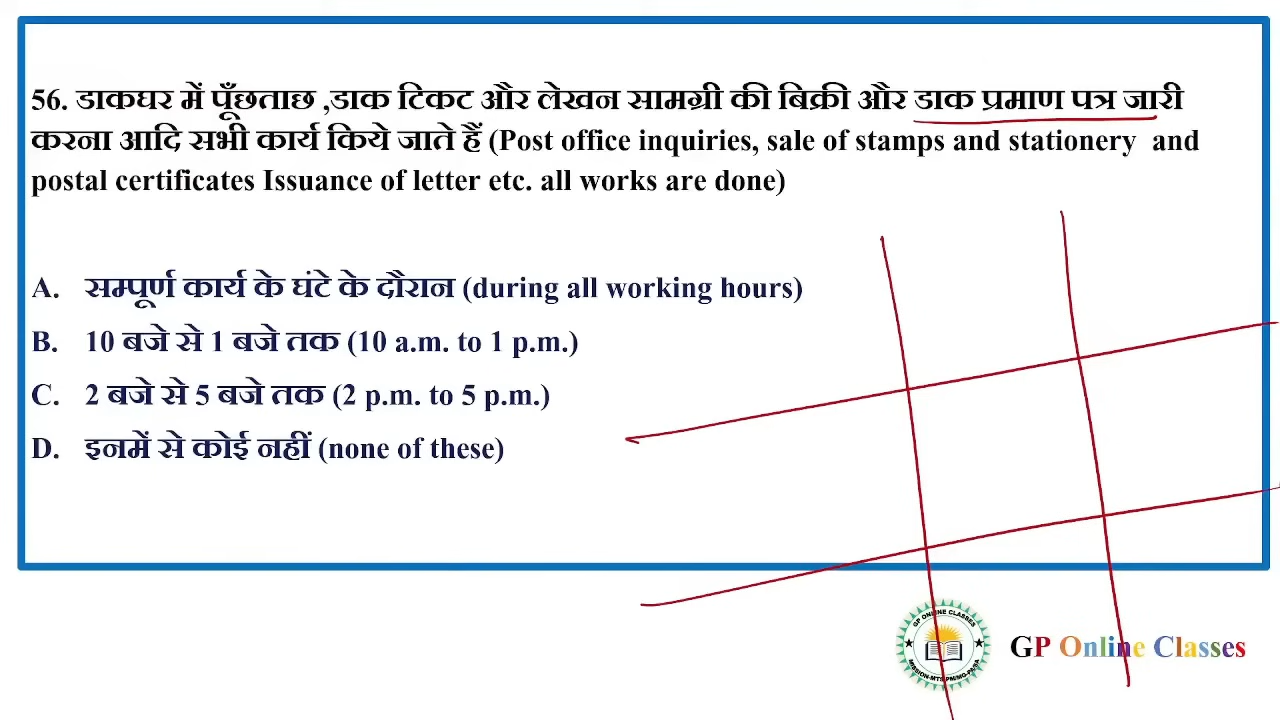 56. डाकघर में पूँछताछ ,डाक टिकट और लेखन सामग्री की बिक्री और डाक प्रमाण पत्र जारी
करना आदि सभी कार्य किये जाते हैं (Post office inquiries, sale of stamps and stationery and
postal certificates Issuance of letter etc. all works are done)
A. सम्पूर्ण कार्य के घंटे के दौरान (during all working hours)
B. 10 बजे से 1 बजे तक (10 a.m. to 1 p.m.)
C. 2 बजे से 5 बजे तक (2 p.m. to 5 p.m.)
D. इनमें से कोई नहीं (none of these)
GP ONLINE CLASSES
GP Online Classes